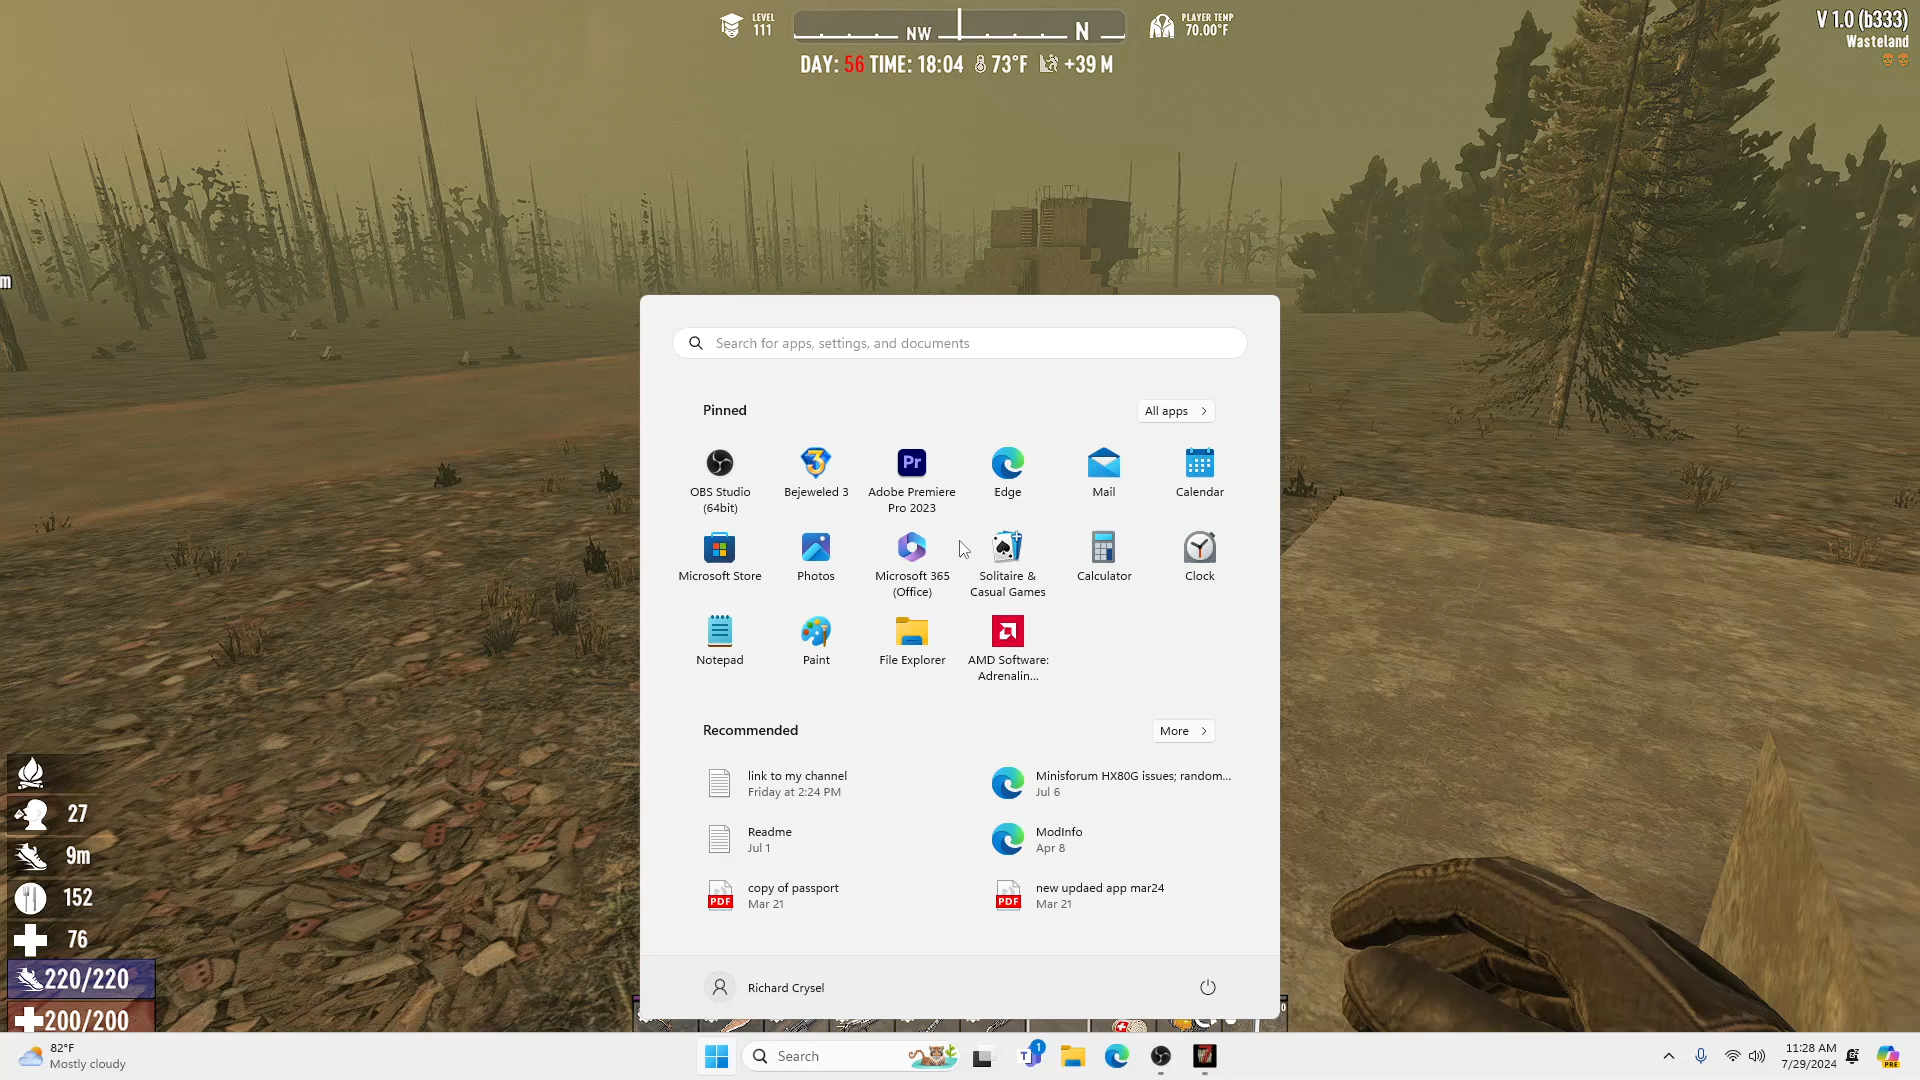 LEVEL
111
NW
N
PLAYER TEMP
70.00°F
DAY: 56 TIME: 18:04 73°F +39 M
V 1.0 (b333)
Wasteland
m
Search for apps, settings, and documents
Pinned
All apps
OBS Studio
(64bit)
Bejeweled 3
Adobe Premiere
Pro 2023
Edge
Mail
Calendar
Microsoft Store
Photos
Microsoft 365
(Office)
Solitaire &
Casual Games
Calculator
Clock
Notepad
Paint
File Explorer
AMD Software:
Adrenalin...
Recommended
More
link to my channel
Friday at 2:24 PM
Minisforum HX80G issues; random...
Jul 6
Readme
Jul 1
ModInfo
Apr 8
PDF
copy of passport
Mar 21
PDF
new updaed app mar24
Mar 21
Richard Crysel
27
9m
152
76
220/220
200/200
82°F
Mostly cloudy
Search
1
11:28 AM
7/29/2024
PRE